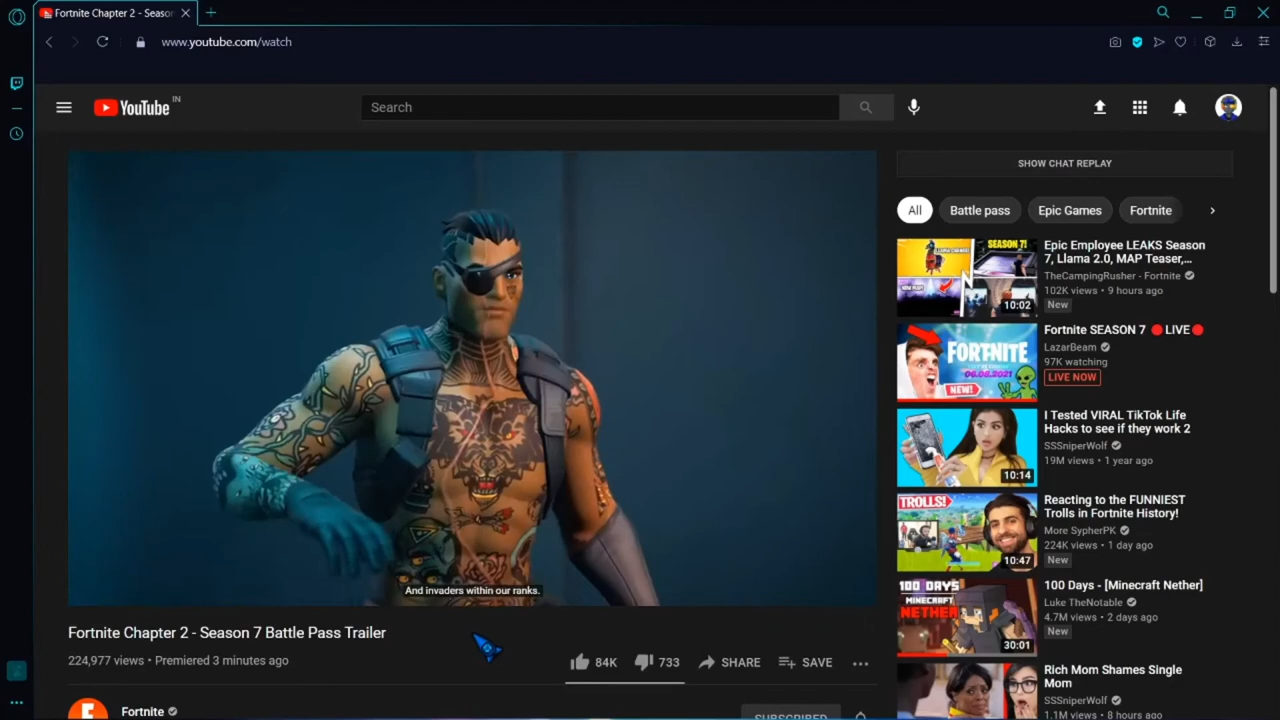 Fortnite Chapter 2 - Seaso
www.youtube.com/watch
YouTube IN
Search
SHOW CHAT REPLAY
All
Battle pass
Epic Games
Fortnite
SEASON 7!
10:02
Epic Employee LEAKS Season
7, Llama 2.0, MAP Teaser,...
TheCampingRusher - Fortnite
102K views • 9 hours ago
New
FORTNITE
06.08.2021
NEW!
Fortnite SEASON 7 🔴LIVE🔴
LazarBeam
97K watching
LIVE NOW
10:14
I Tested VIRAL TikTok Life
Hacks to see if they work 2
SSSniperWolf
19M views • 1 year ago
TROLLS!
10:47
Reacting to the FUNNIEST
Trolls in Fortnite History!
More SypherPK
224K views • 1 day ago
New
100 DAYS
MINECRAFT
NETHER
30:01
100 Days - [Minecraft Nether]
Luke TheNotable
4.7M views • 2 days ago
New
Rich Mom Shames Single
Mom
SSSniperWolf
1.1M views • 8 hours ago
And invaders within our ranks.
Fortnite Chapter 2 - Season 7 Battle Pass Trailer
224,977 views • Premiered 3 minutes ago
84K
733
SHARE
SAVE
Fortnite
SUBSCRIBED